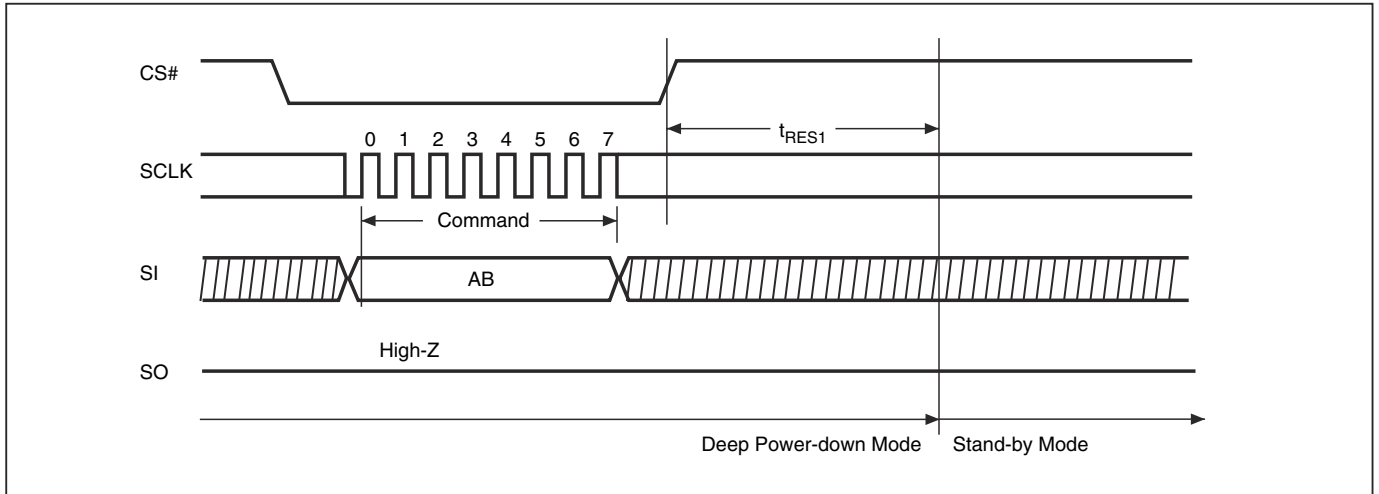 CS#
t_RES1
0 1 2 3 4 5 6 7
SCLK
Command
SI
AB
High-Z
SO
Deep Power-down Mode
Stand-by Mode